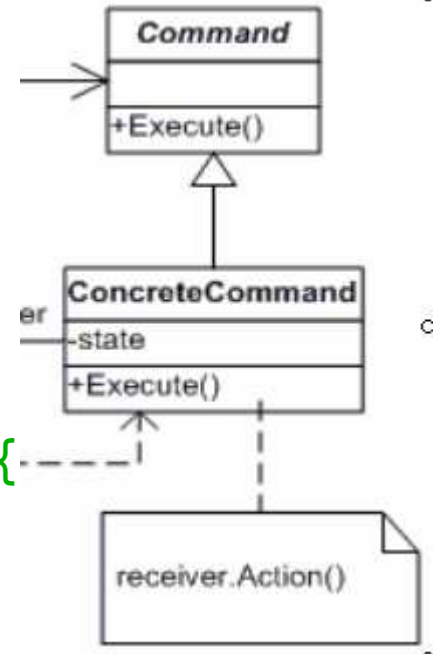 Command
+Execute()
ConcreteCommand
er
-state
+Execute()
{
receiver.Action()